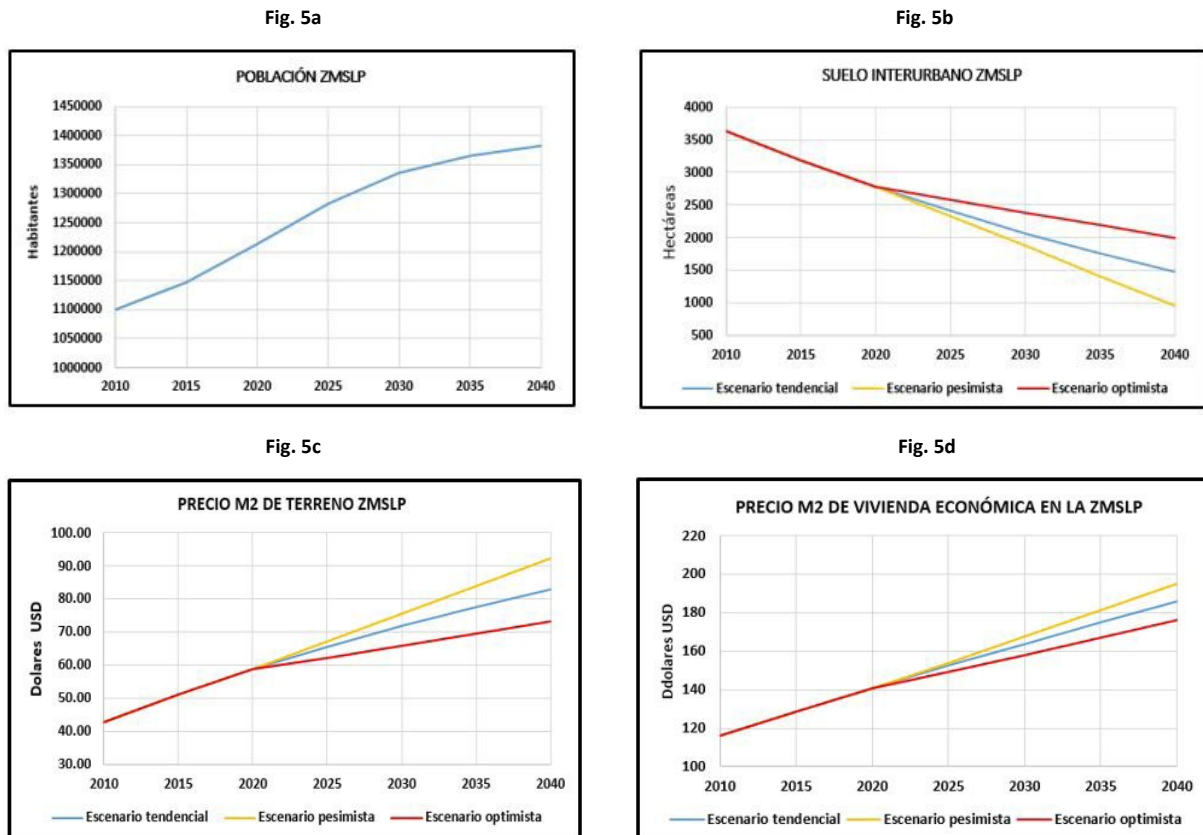 Fig. 5a
POBLACIÓN ZMSLP
Habitantes
1450000
1400000
1350000
1300000
1250000
1200000
1150000
1100000
1050000
1000000
2010 2015 2020 2025 2030 2035 2040
Fig. 5b
SUELO INTERURBANO ZMSLP
Hectáreas
4000
3500
3000
2500
2000
1500
1000
500
2010 2015 2020 2025 2030 2035 2040
Escenario tendencial Escenario pesimista Escenario optimista
Fig. 5c
PRECIO M2 DE TERRENO ZMSLP
Dolares USD
100.00
90.00
80.00
70.00
60.00
50.00
40.00
30.00
2010 2015 2020 2025 2030 2035 2040
Escenario tendencial Escenario pesimista Escenario optimista
Fig. 5d
PRECIO M2 DE VIVIENDA ECONÓMICA EN LA ZMSLP
Ddolares USD
220
200
180
160
140
120
100
2010 2015 2020 2025 2030 2035 2040
Escenario tendencial Escenario pesimista Escenario optimista